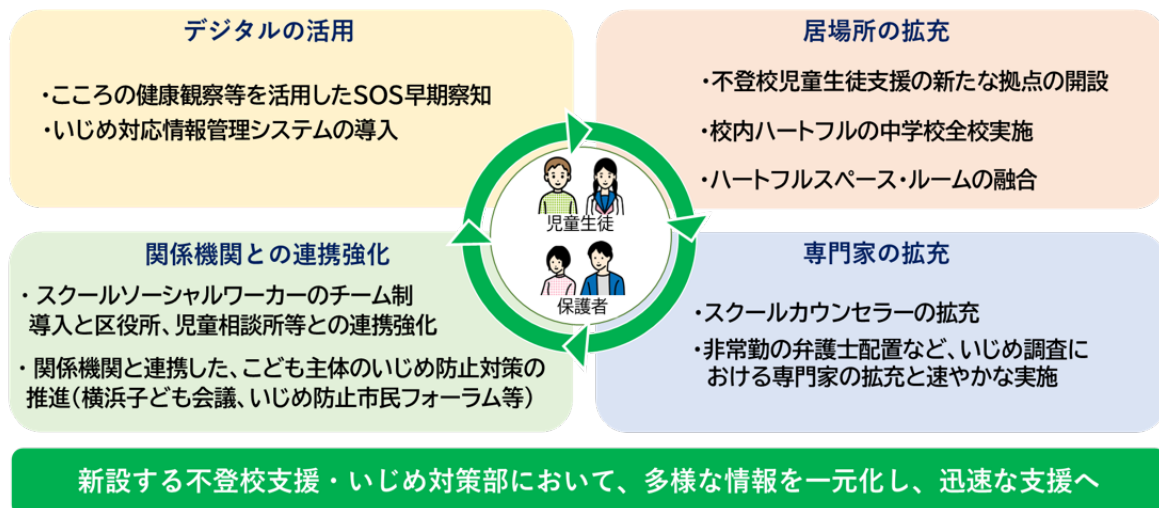 デジタルの活用
・こころの健康観察等を活用したSOS早期察知
・いじめ対応情報管理システムの導入
居場所の拡充
・不登校児童生徒支援の新たな拠点の開設
・校内ハートフルの中学校全校実施
・ハートフルスペース・ルームの融合
児童生徒
保護者
関係機関との連携強化
・スクールソーシャルワーカーのチーム制
導入と区役所、児童相談所等との連携強化
・関係機関と連携した、こども主体のいじめ防止対策の
推進(横浜子ども会議、いじめ防止市民フォーラム等)
専門家の拡充
・スクールカウンセラーの拡充
・非常勤の弁護士配置など、いじめ調査に
おける専門家の拡充と速やかな実施
新設する不登校支援・いじめ対策部において、多様な情報を一元化し、迅速な支援へ